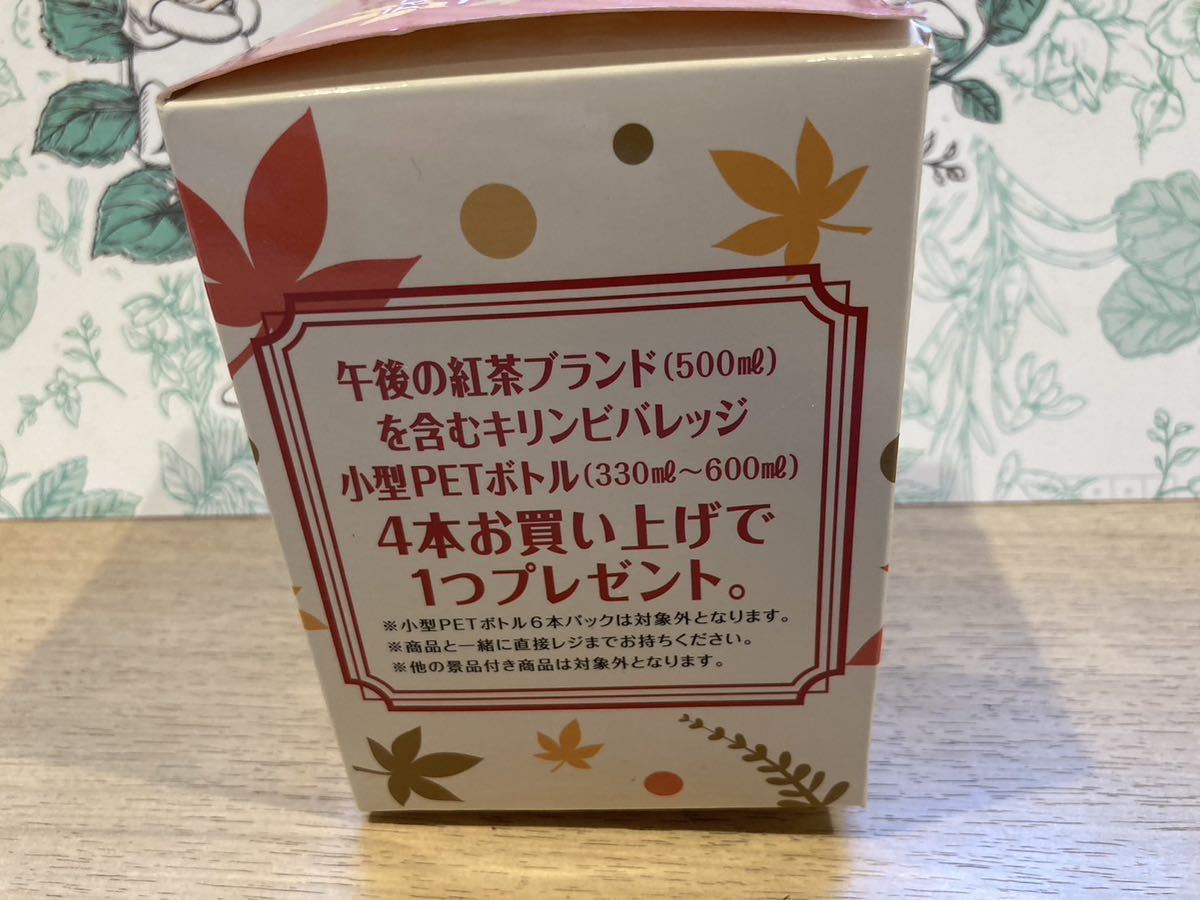 午後の紅茶ブランド(500㎖)
を含むキリンビバレッジ
小型PETボトル(330㎖〜600㎖)
4本お買い上げで
1つプレゼント。
※小型PETボトル6本パックは対象外となります。
※商品と一緒に直接レジまでお持ちください。
※他の景品付き商品は対象外となります。